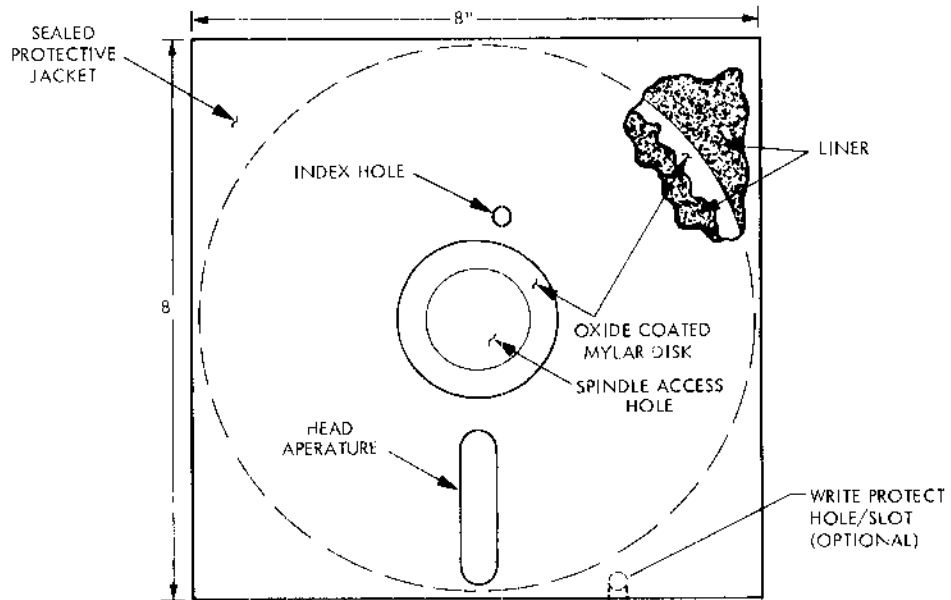 8"
SEALED
PROTECTIVE
JACKET
LINER
INDEX HOLE
8
OXIDE COATED
MYLAR DISK
SPINDLE ACCESS
HOLE
HEAD
APERATURE
WRITE PROTECT
HOLE/SLOT
(OPTIONAL)